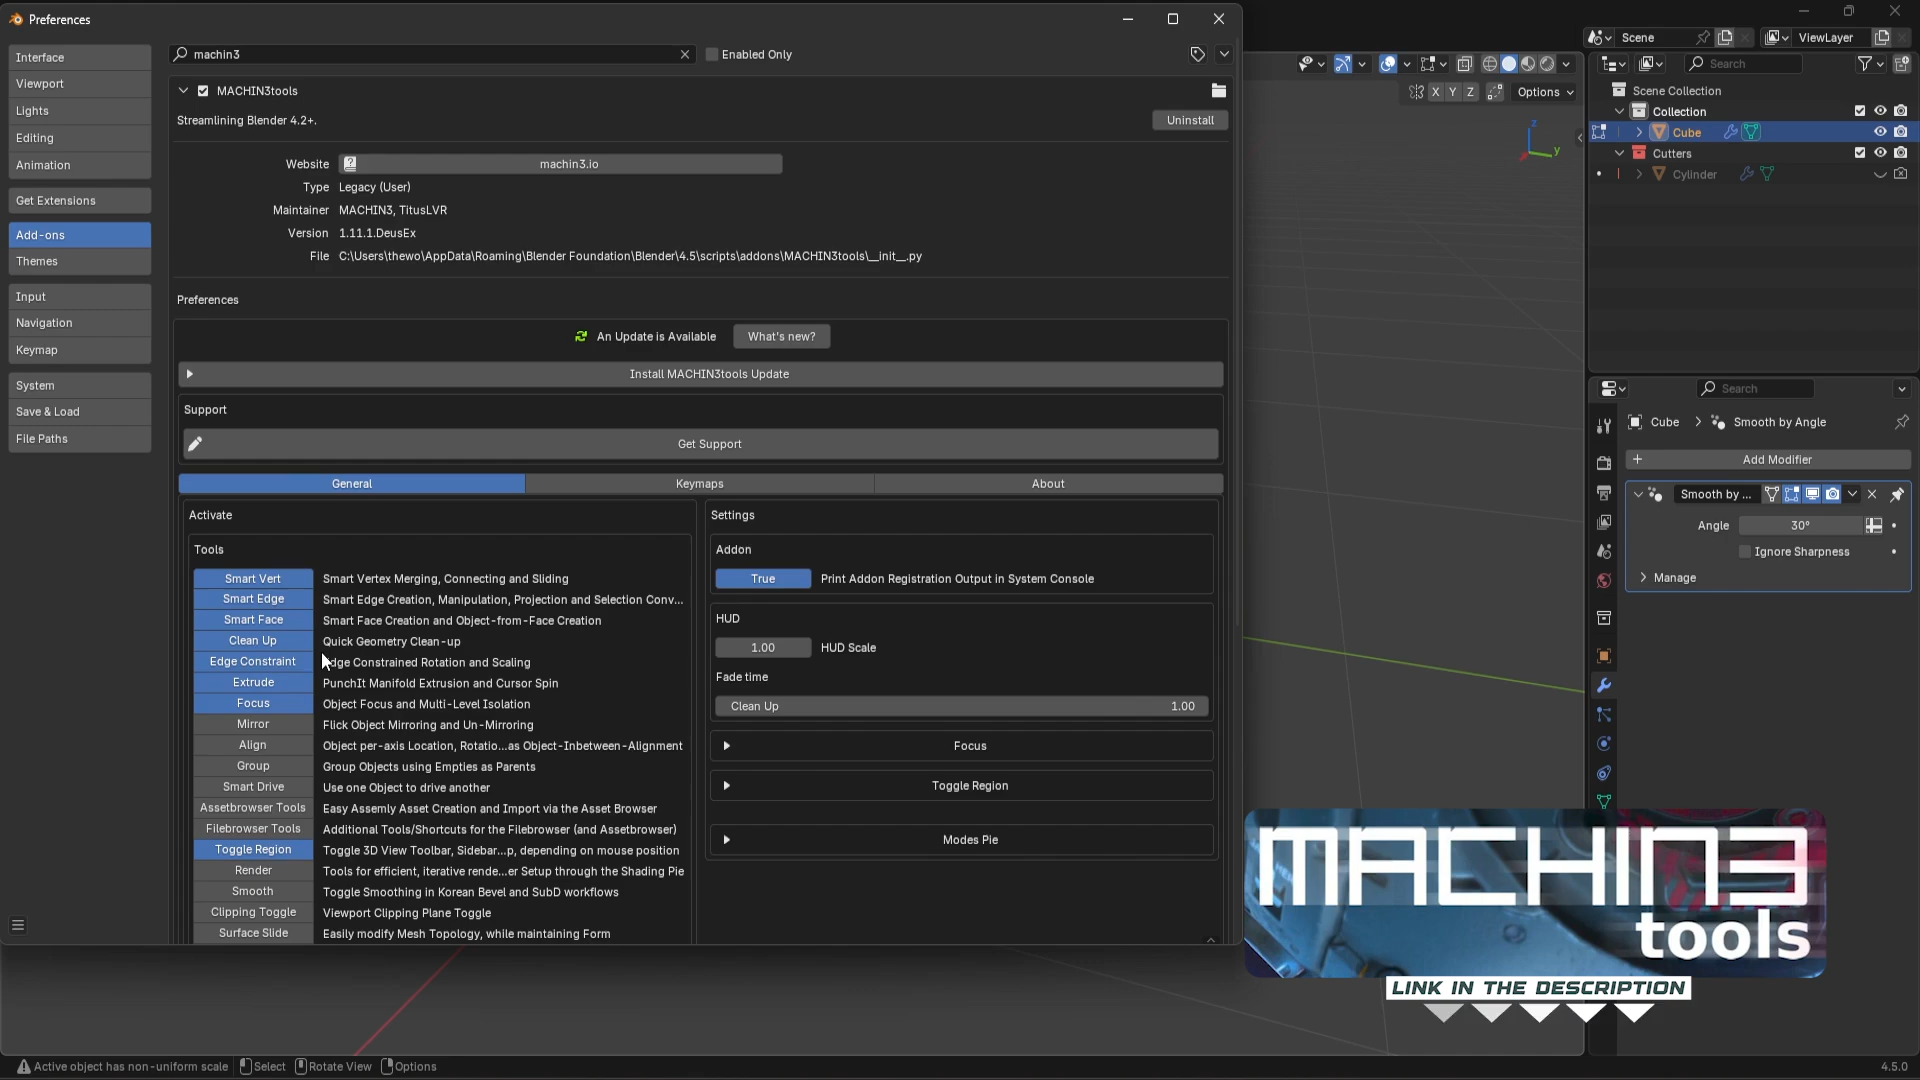 Preferences
Interface
Viewport
Lights
Editing
Animation
Get Extensions
Add-ons
Themes
Input
Navigation
Keymap
System
Save & Load
File Paths
machin3
Enabled Only
MACHIN3tools
Streamlining Blender 4.2+.
Uninstall
Website machin3.io
Type Legacy (User)
Maintainer MACHIN3, TitusLVR
Version 1.11.1.DeusEx
File C:\Users\thewo\AppData\Roaming\Blender Foundation\Blender\4.5\scripts\addons\MACHIN3tools\__init__.py
Preferences
An Update is Available What's new?
Install MACHIN3tools Update
Support
Get Support
General Keymaps About
Activate
Tools
Smart Vert Smart Vertex Merging, Connecting and Sliding
Smart Edge Smart Edge Creation, Manipulation, Projection and Selection Conv...
Smart Face Smart Face Creation and Object-from-Face Creation
Clean Up Quick Geometry Clean-up
Edge Constraint dge Constrained Rotation and Scaling
Extrude PunchIt Manifold Extrusion and Cursor Spin
Focus Object Focus and Multi-Level Isolation
Mirror Flick Object Mirroring and Un-Mirroring
Align Object per-axis Location, Rotatio...as Object-Inbetween-Alignment
Group Group Objects using Empties as Parents
Smart Drive Use one Object to drive another
Assetbrowser Tools Easy Assemly Asset Creation and Import via the Asset Browser
Filebrowser Tools Additional Tools/Shortcuts for the Filebrowser (and Assetbrowser)
Toggle Region Toggle 3D View Toolbar, Sidebar...p, depending on mouse position
Render Tools for efficient, iterative rende...er Setup through the Shading Pie
Smooth Toggle Smoothing in Korean Bevel and SubD workflows
Clipping Toggle Viewport Clipping Plane Toggle
Surface Slide Easily modify Mesh Topology, while maintaining Form
Settings
Addon
True Print Addon Registration Output in System Console
HUD
1.00 HUD Scale
Fade time
Clean Up 1.00
Focus
Toggle Region
Modes Pie
Scene ViewLayer
Search
X Y Z Options
z
y
Scene Collection
Collection
Cube
Cutters
Cylinder
Search
Cube Smooth by Angle
Add Modifier
Smooth by ...
Angle 30°
Ignore Sharpness
Manage
MACHIN3
tools
LINK IN THE DESCRIPTION
Active object has non-uniform scale Select Rotate View Options
4.5.0